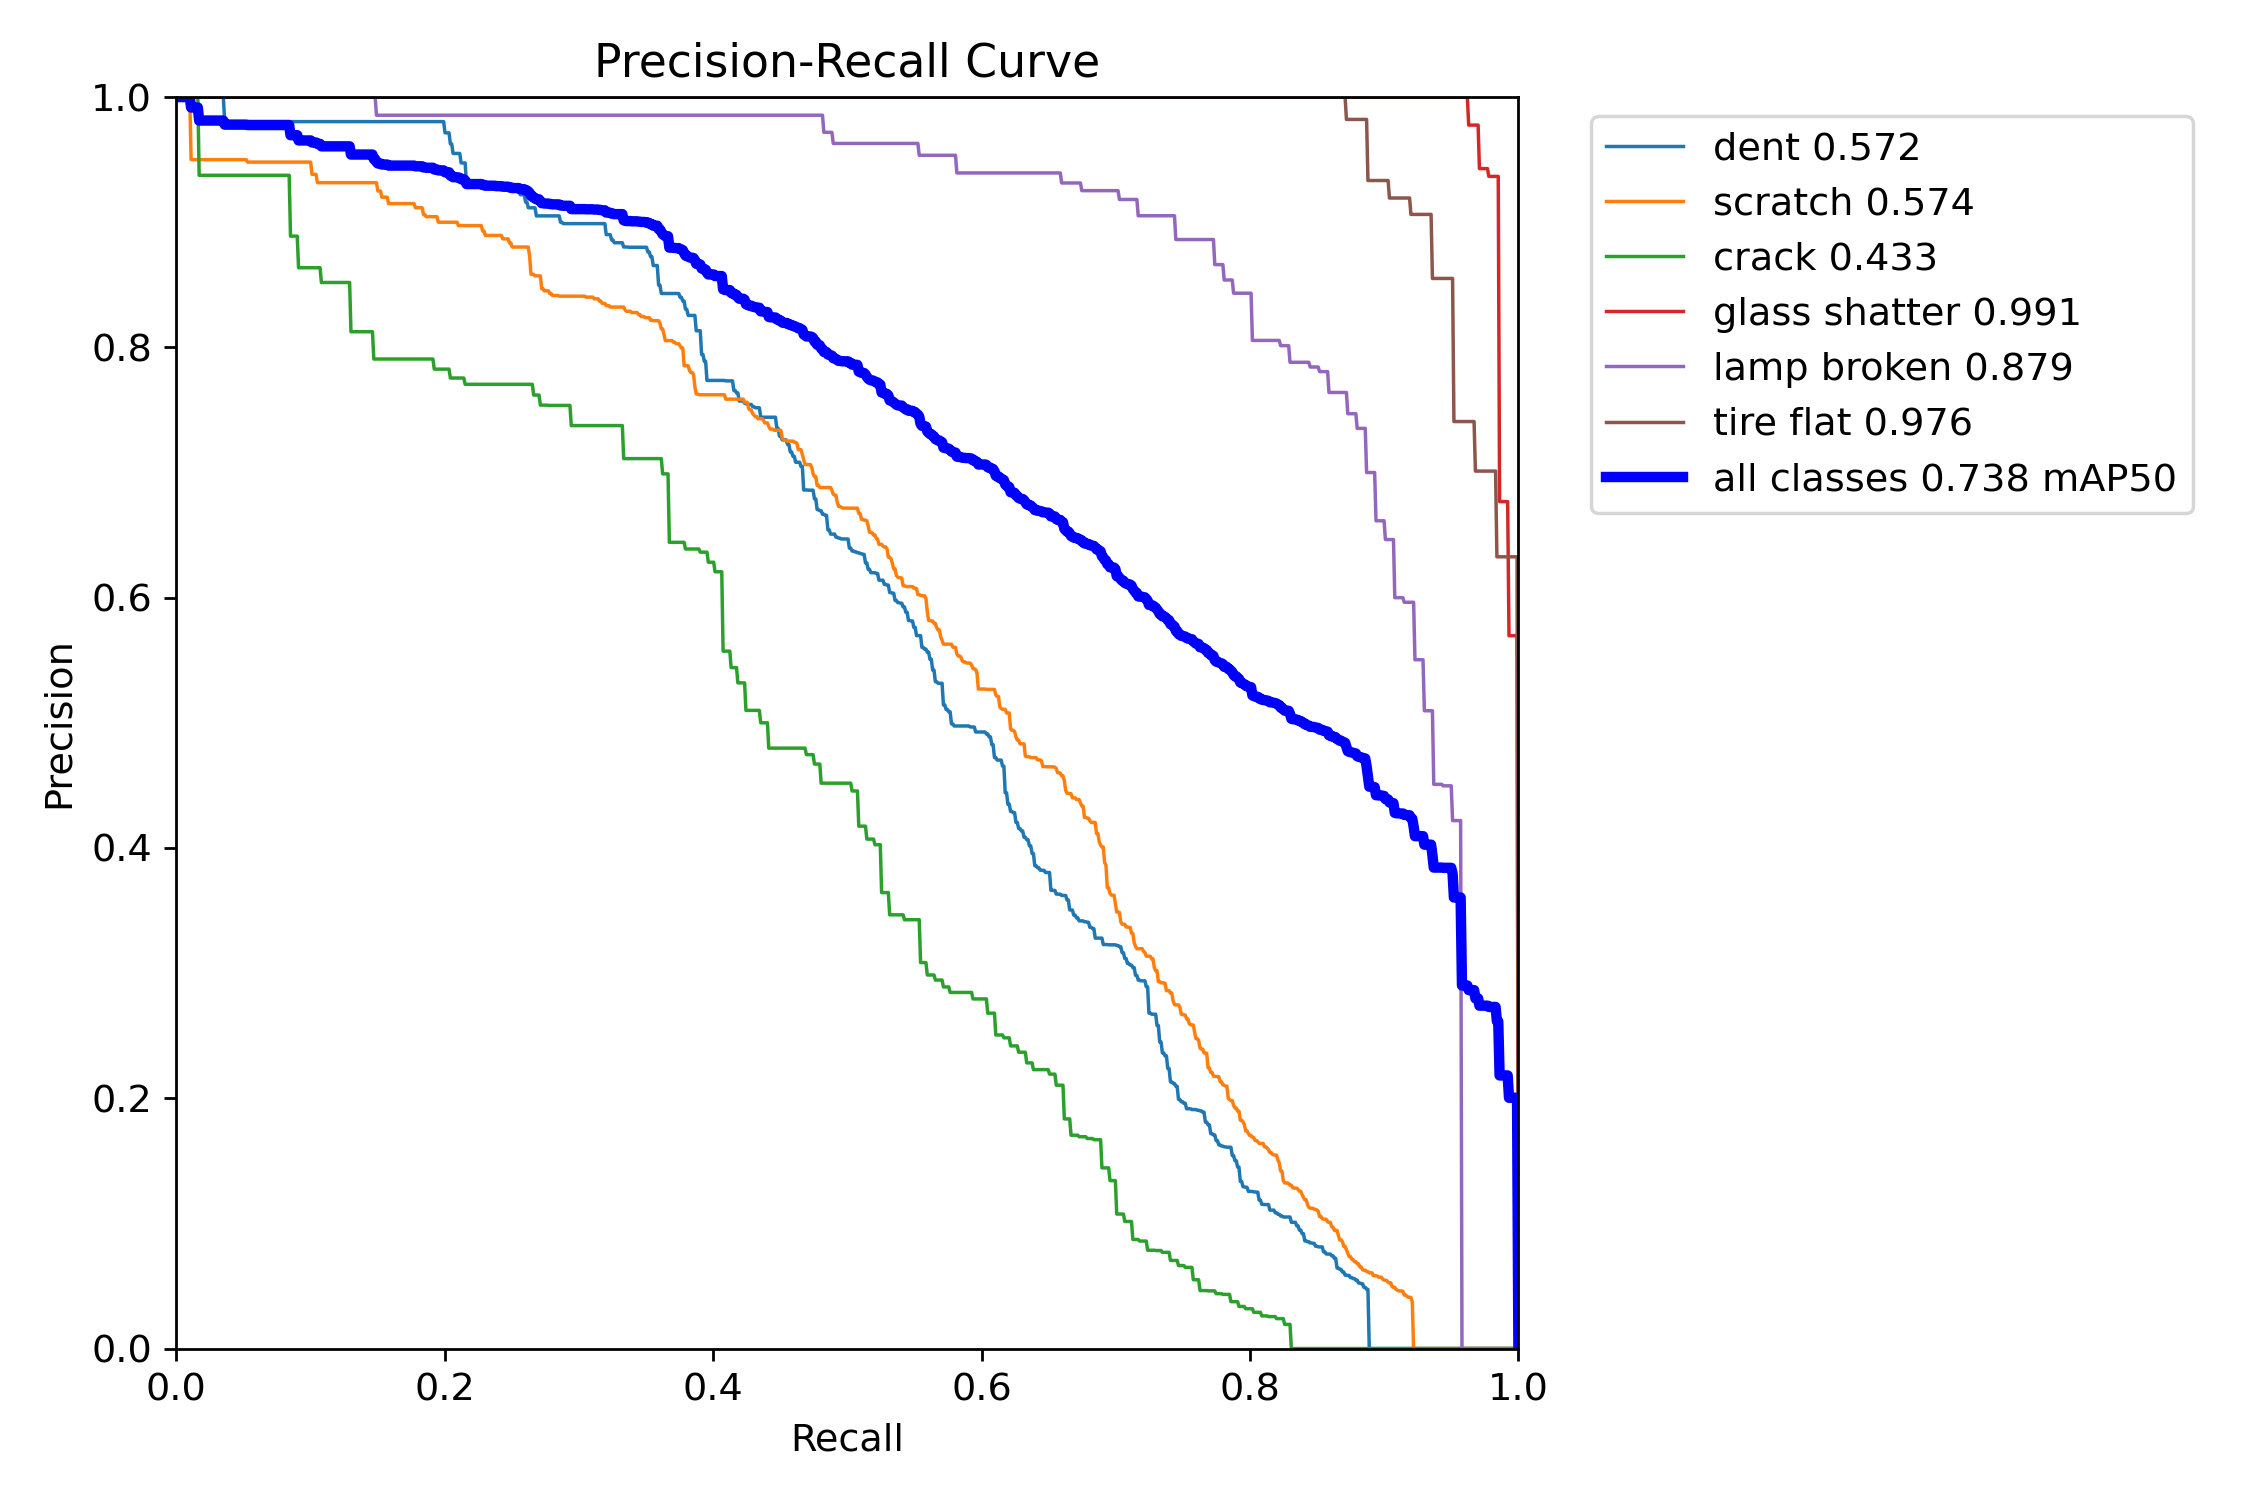 Precision-Recall Curve
1.0
0.8
0.6
0.4
0.2
0.0
Precision
0.0 0.2 0.4 0.6 0.8 1.0
Recall
dent 0.572
scratch 0.574
crack 0.433
glass shatter 0.991
lamp broken 0.879
tire flat 0.976
all classes 0.738 mAP50